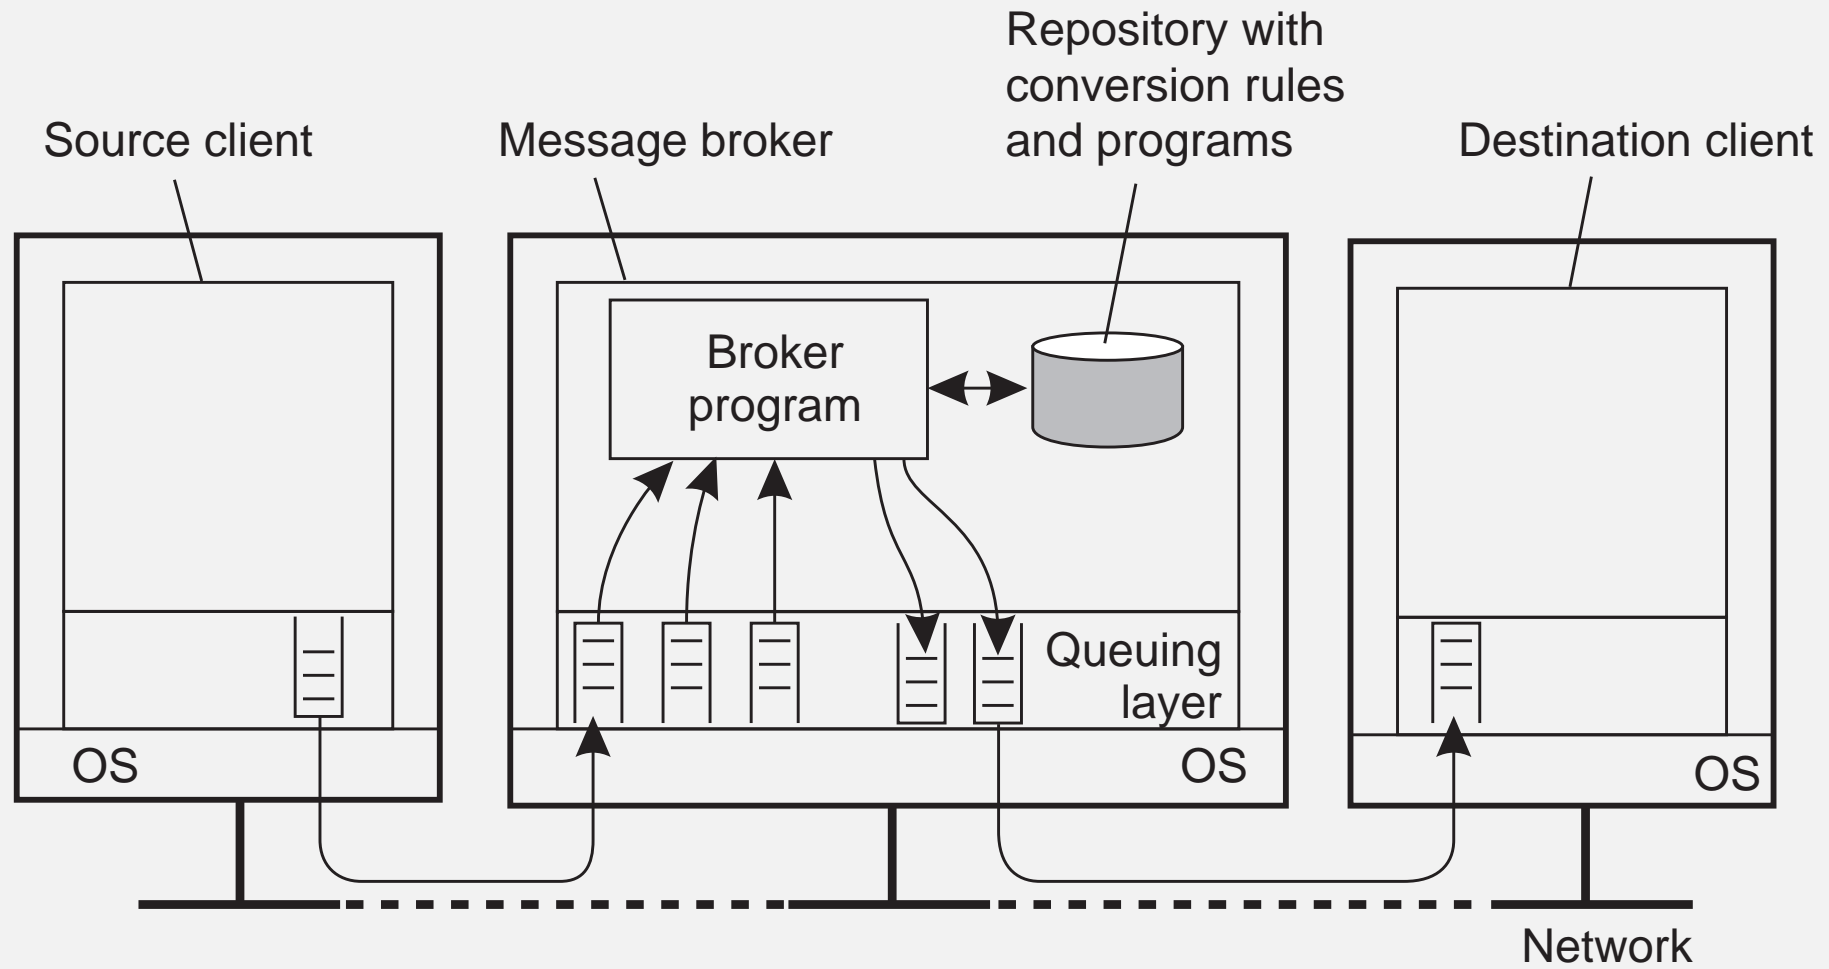 Repository with
conversion rules
and programs
Source client
Message broker
Destination client
Broker
program
Queuing
layer
OS
OS
OS
Network